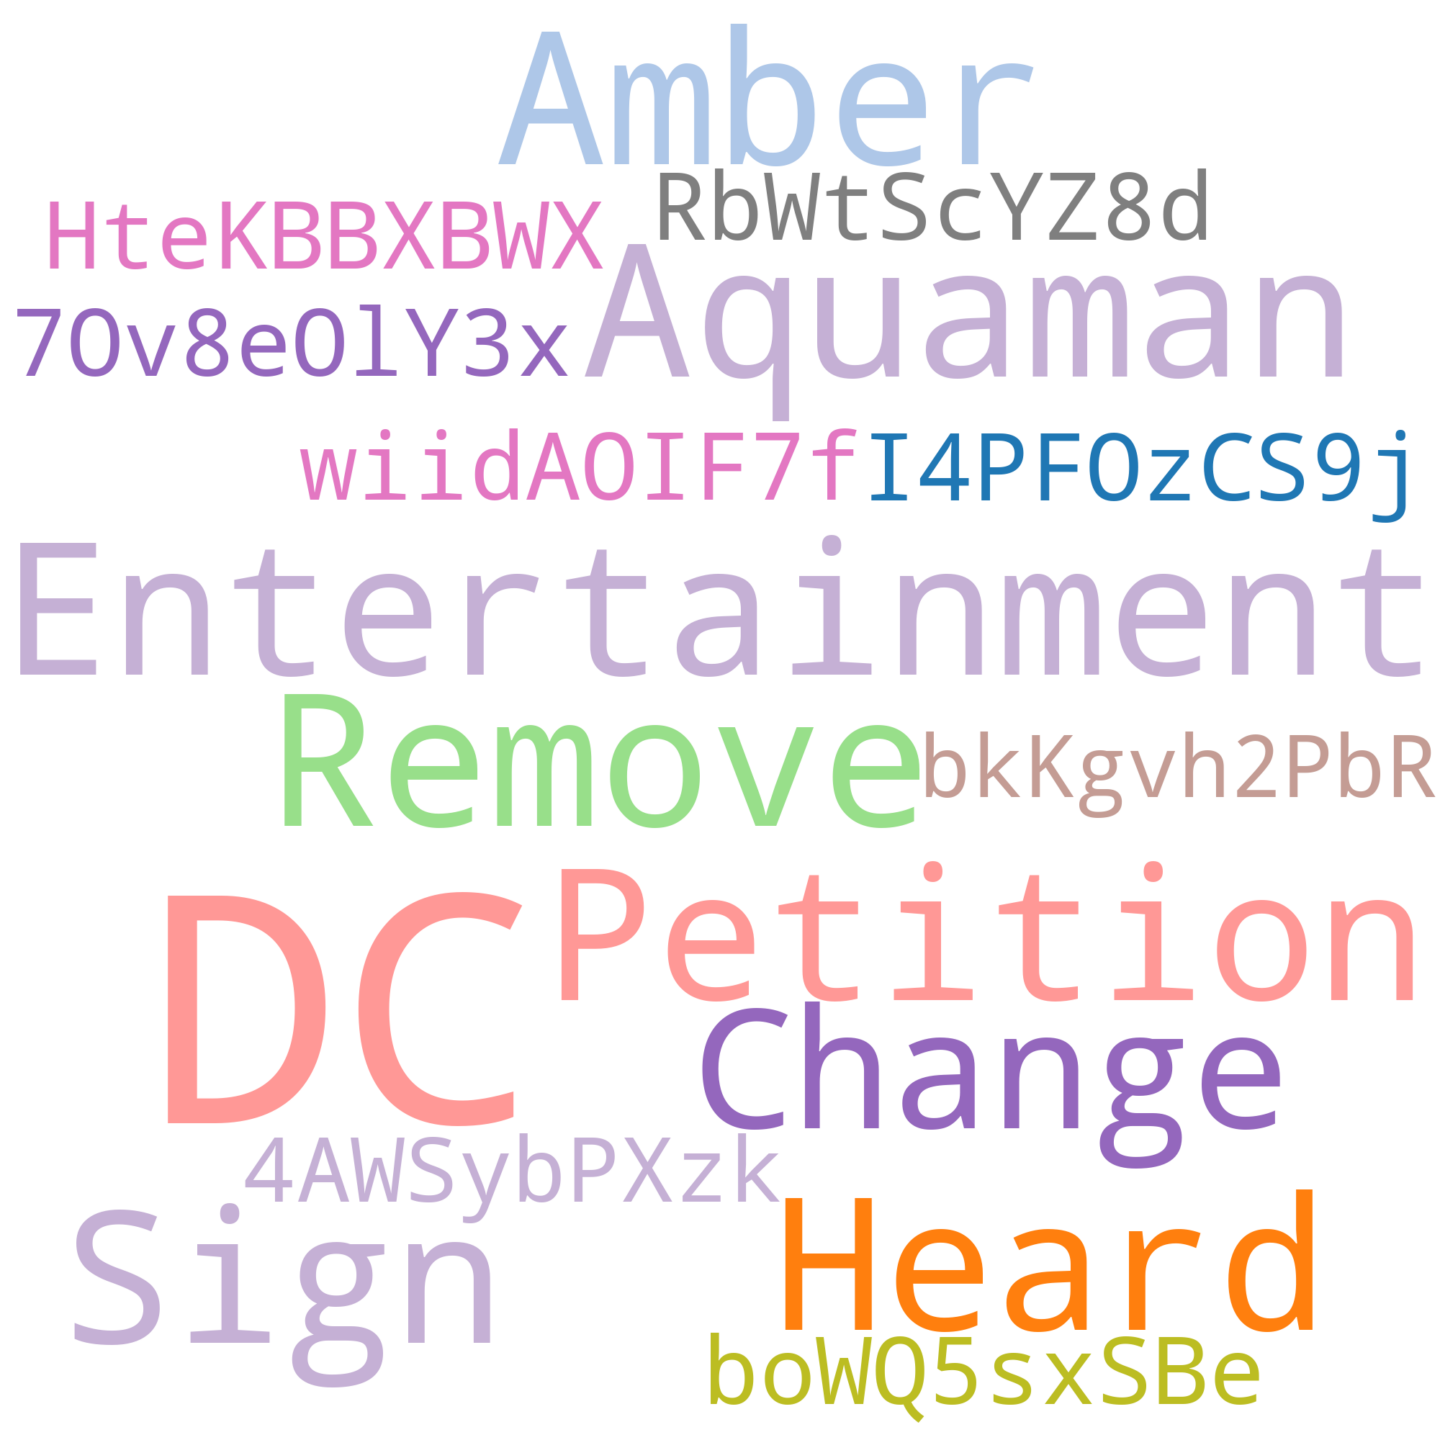 Amber
RbWtScYZ8d
HteKBBXBWX
Aquaman
7Ov8eOlY3x
wiidAOIF7f I4PFOzCS9j
Entertainment
Remove
bkKgvh2PbR
DC
Petition
Change
4AWSybPXzk
Sign
Heard
boWQ5sxSBe